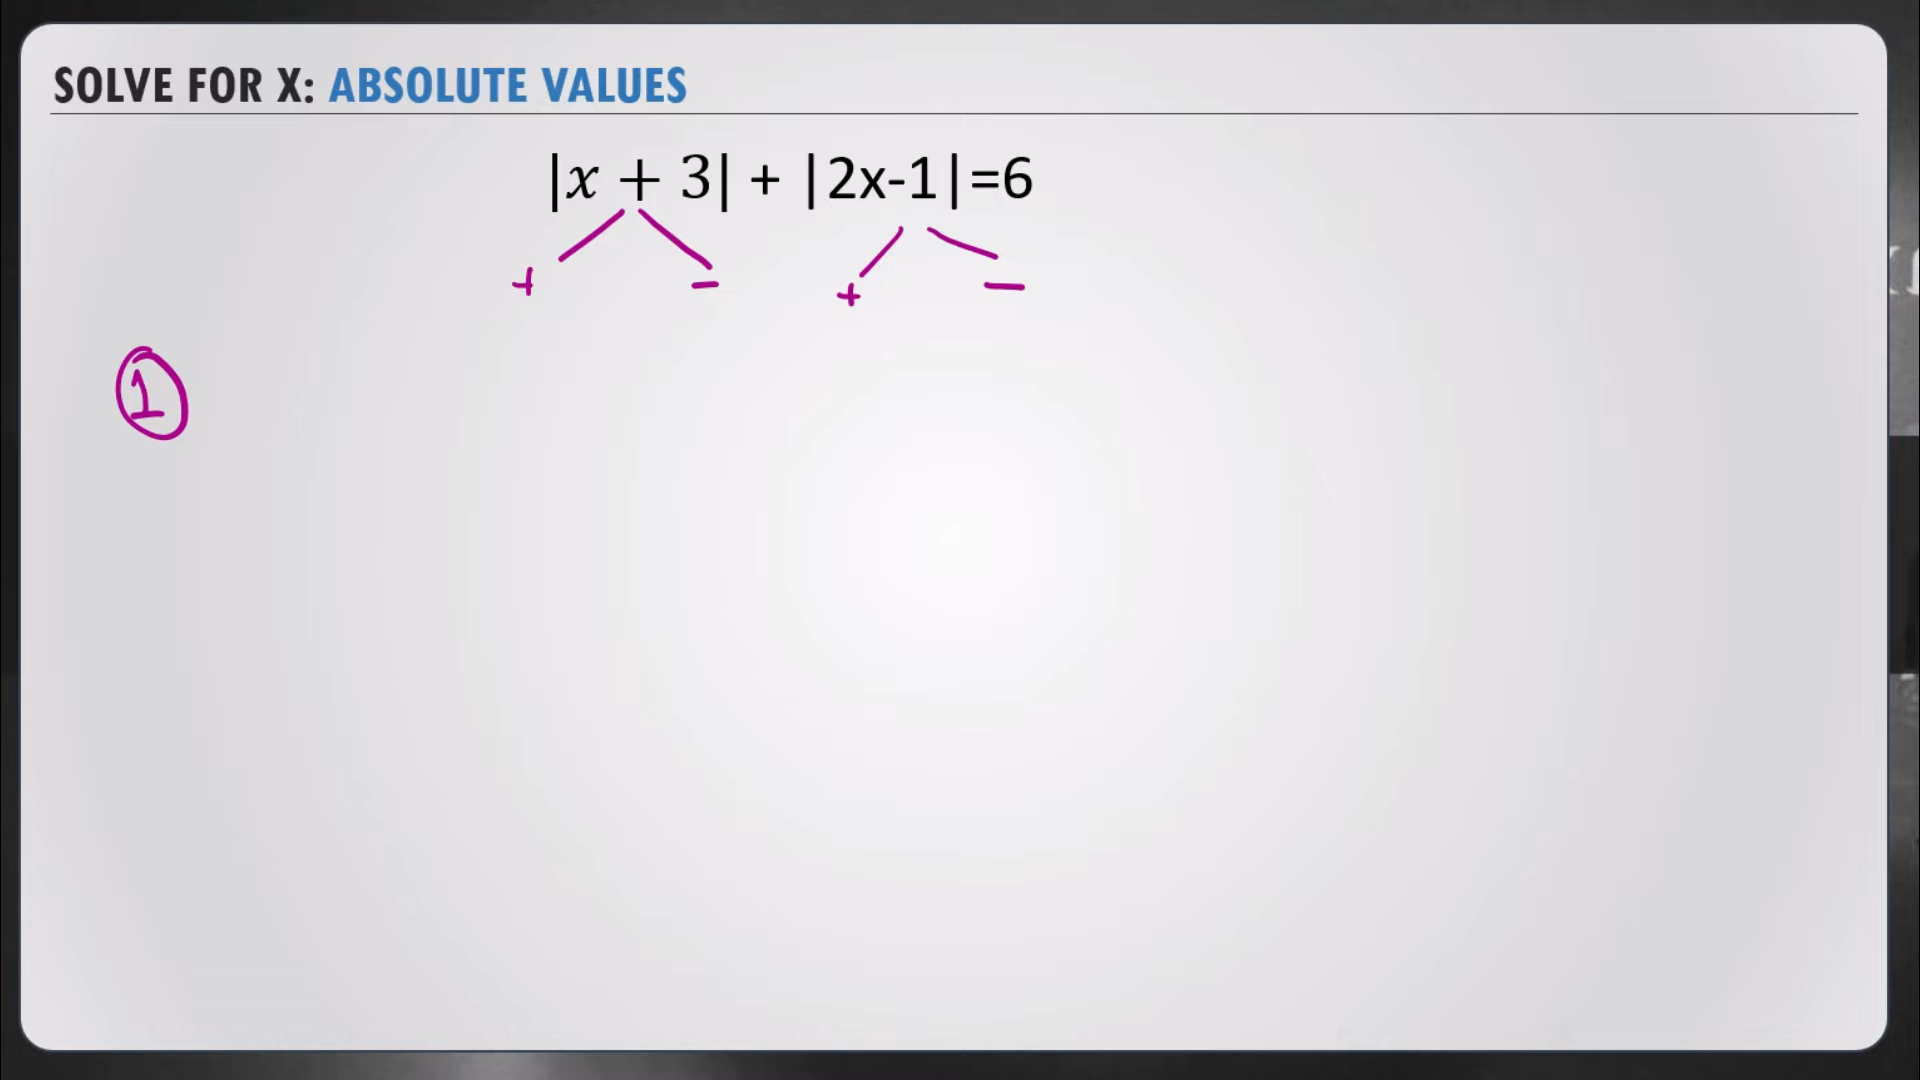 SOLVE FOR X: ABSOLUTE VALUES
|x + 3| + |2x-1|=6
+ - + -
1